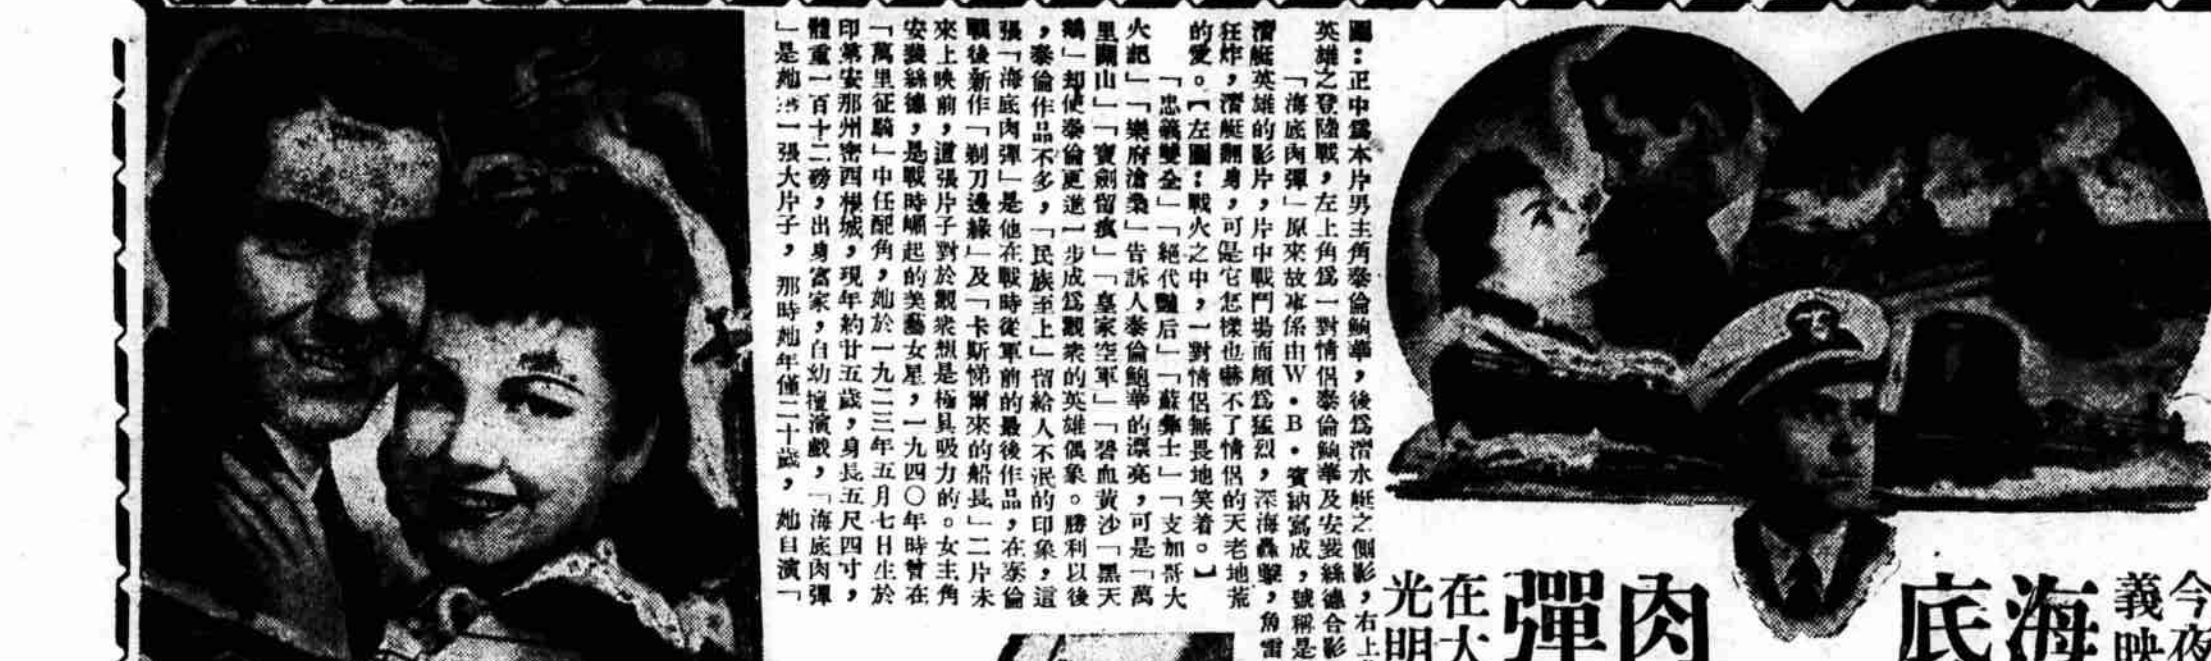 圖：正中爲本片男主角泰倫鮑華，後爲潛水艇之側影，右上
英雄之登陸戰，左上角爲一對情侶泰倫鮑華及安裘絲德合影
「海底肉彈」原來故事係由W．B．賓納寫成，號稱是
潛艇英雄的影片，片中戰鬥場面頗爲猛烈，深海轟擊，魚雷
狂炸，潛艇翻身，可是它怎樣也嚇不了情侶的天老地荒
的愛。【左圖：戰火之中，一對情侶無畏地笑着。】
「忠義雙全」「絕代豔后」「蘇彝士」「支加哥大
火記」「樂府滄桑」告訴人泰倫鮑華的漂亮，可是「萬
里關山」「寶劍留痕」「皇家空軍」「碧血黃沙「黑天
鵝」却使泰倫更進一步成爲觀衆的英雄偶象。勝利以後
，泰倫作品不多，「民族至上」留給人不泯的印象，這
張「海底肉彈」是他在戰時從軍前的最後作品，在泰倫
戰後新作「剃刀邊緣」及「卡斯悌爾來的船長」二片未
來上映前，這張片子對於觀衆想是極具吸力的。女主角
安裘絲德，是戰時崛起的美藝女星，一九四〇年時曾在
「萬里征騎」中任配角，她於一九二三年五月七日生於
印第安那州密西根城，現年約廿五歲，身長五尺四寸，
體重一百十二磅，出身富家，自幼擅演戲，「海底肉彈
」是她第一張大片子，那時她年僅二十歲，她自演「
今夜
義映
海底
肉彈
在大
光明